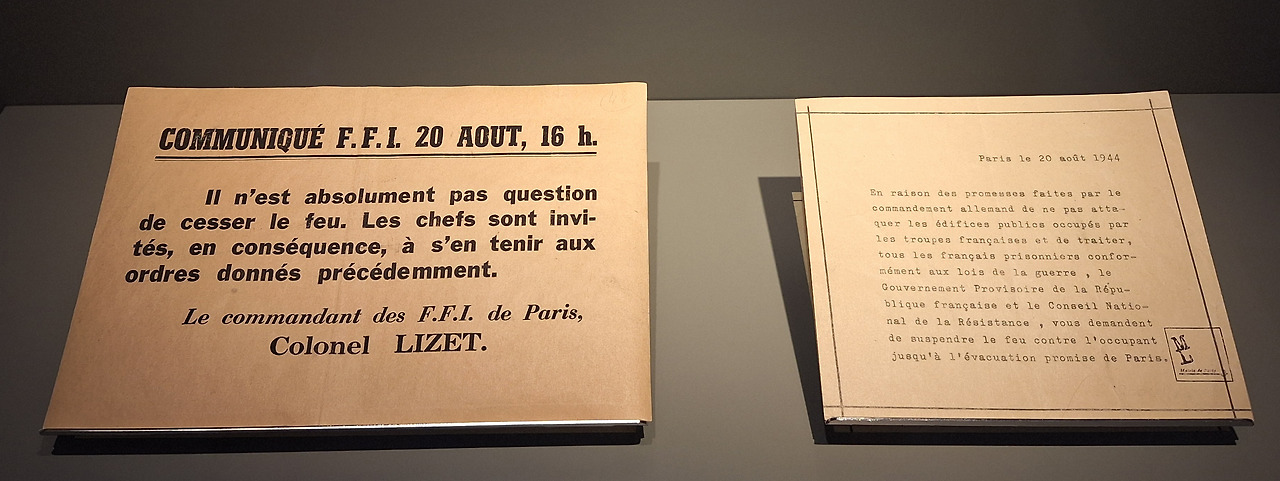 COMMUNIQUÉ F.F.I. 20 AOUT, 16 h.
Il n'est absolument pas question
de cesser le feu. Les chefs sont invi-
tés, en conséquence, à s'en tenir aux
ordres donnés précédemment.
Le commandant des F.F.I. de Paris,
Colonel LIZET.
Paris le 20 août 1944
En raison des promesses faites par le
commandement allemand de ne pas atta-
quer les édifices publics occupés par
les troupes françaises et de traiter,
tous les français prisonniers confor-
mément aux lois de la guerre , le
Gouvernement Provisoire de la Répu-
blique française et le Conseil Natio-
nal de la Résistance , vous demandent
de suspendre le feu contre l'occupant
jusqu'à l'évacuation promise de Paris.
ML
Mairie de Paris